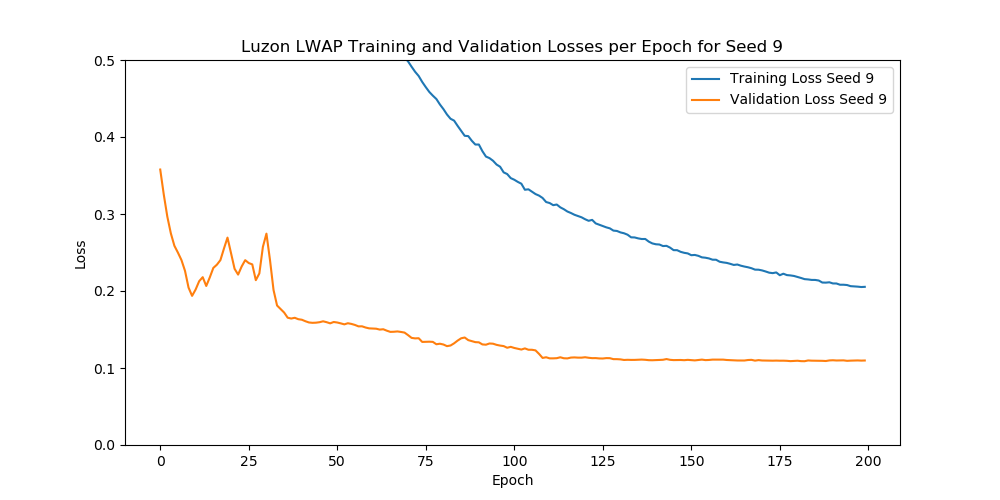 Luzon LWAP Training and Validation Losses per Epoch for Seed 9
Training Loss Seed 9
Validation Loss Seed 9
0.5
0.4
0.3
0.2
0.1
0.0
Loss
0 25 50 75 100 125 150 175 200
Epoch